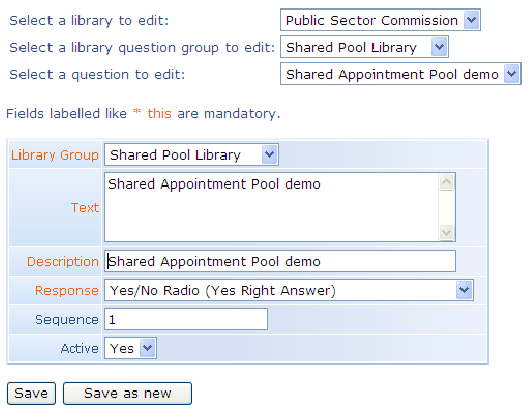 Select a library to edit: Public Sector Commission
Select a library question group to edit: Shared Pool Library
Select a question to edit: Shared Appointment Pool demo
Fields labelled like * this are mandatory.
Library Group Shared Pool Library
Text Shared Appointment Pool demo
Description Shared Appointment Pool demo
Response Yes/No Radio (Yes Right Answer)
Sequence 1
Active Yes
Save Save as new